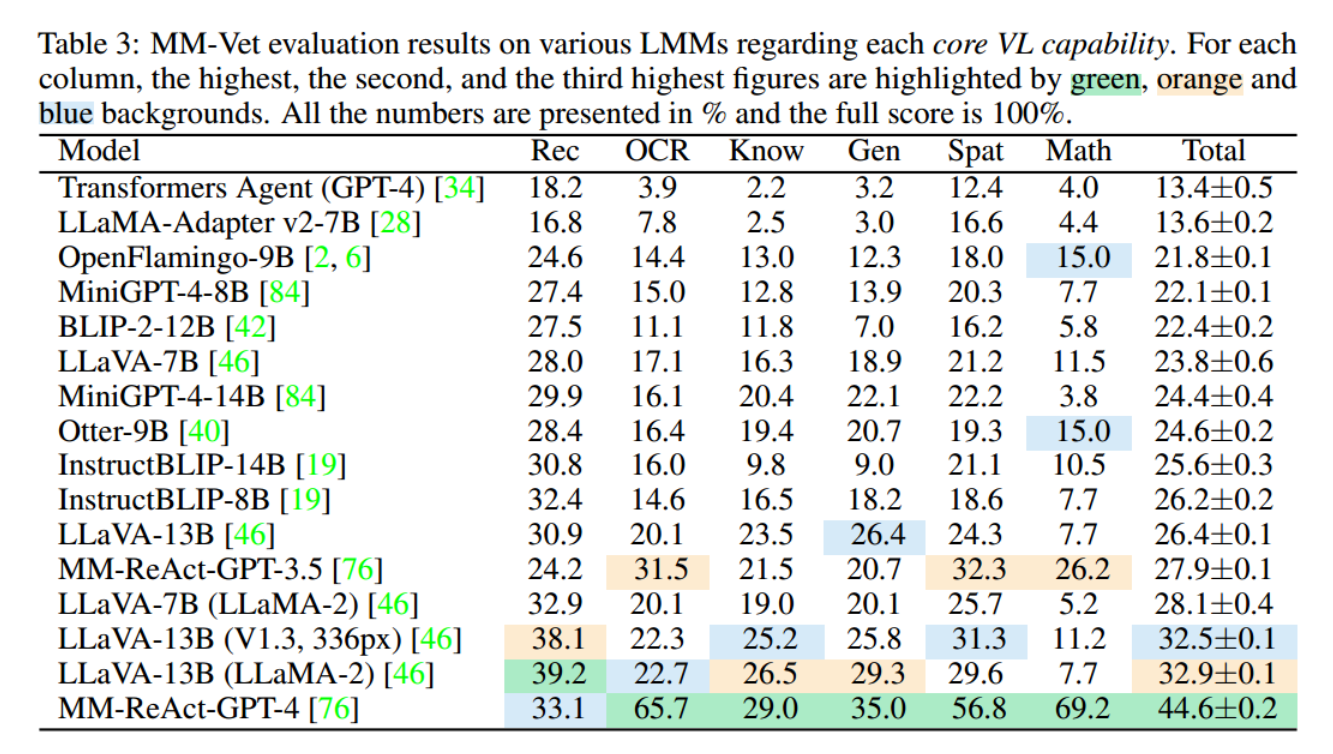 Table 3: MM-Vet evaluation results on various LMMs regarding each core VL capability. For each
column, the highest, the second, and the third highest figures are highlighted by green, orange and
blue backgrounds. All the numbers are presented in % and the full score is 100%.
Model Rec OCR Know Gen Spat Math Total
Transformers Agent (GPT-4) [34] 18.2 3.9 2.2 3.2 12.4 4.0 13.4±0.5
LLaMA-Adapter v2-7B [28] 16.8 7.8 2.5 3.0 16.6 4.4 13.6±0.2
OpenFlamingo-9B [2, 6] 24.6 14.4 13.0 12.3 18.0 15.0 21.8±0.1
MiniGPT-4-8B [84] 27.4 15.0 12.8 13.9 20.3 7.7 22.1±0.1
BLIP-2-12B [42] 27.5 11.1 11.8 7.0 16.2 5.8 22.4±0.2
LLaVA-7B [46] 28.0 17.1 16.3 18.9 21.2 11.5 23.8±0.6
MiniGPT-4-14B [84] 29.9 16.1 20.4 22.1 22.2 3.8 24.4±0.4
Otter-9B [40] 28.4 16.4 19.4 20.7 19.3 15.0 24.6±0.2
InstructBLIP-14B [19] 30.8 16.0 9.8 9.0 21.1 10.5 25.6±0.3
InstructBLIP-8B [19] 32.4 14.6 16.5 18.2 18.6 7.7 26.2±0.2
LLaVA-13B [46] 30.9 20.1 23.5 26.4 24.3 7.7 26.4±0.1
MM-ReAct-GPT-3.5 [76] 24.2 31.5 21.5 20.7 32.3 26.2 27.9±0.1
LLaVA-7B (LLaMA-2) [46] 32.9 20.1 19.0 20.1 25.7 5.2 28.1±0.4
LLaVA-13B (V1.3, 336px) [46] 38.1 22.3 25.2 25.8 31.3 11.2 32.5±0.1
LLaVA-13B (LLaMA-2) [46] 39.2 22.7 26.5 29.3 29.6 7.7 32.9±0.1
MM-ReAct-GPT-4 [76] 33.1 65.7 29.0 35.0 56.8 69.2 44.6±0.2